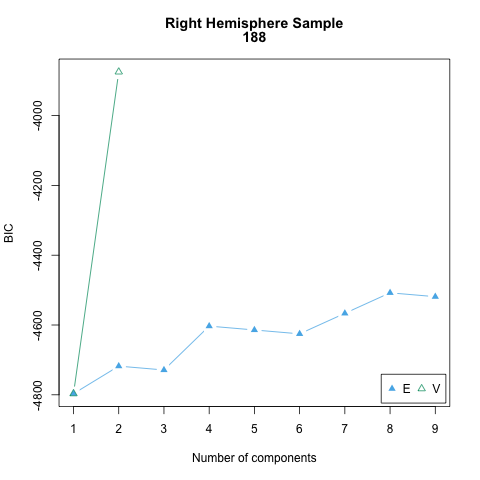 Right Hemisphere Sample
188
BIC
-4000
-4200
-4400
-4600
-4800
E V
1 2 3 4 5 6 7 8 9
Number of components